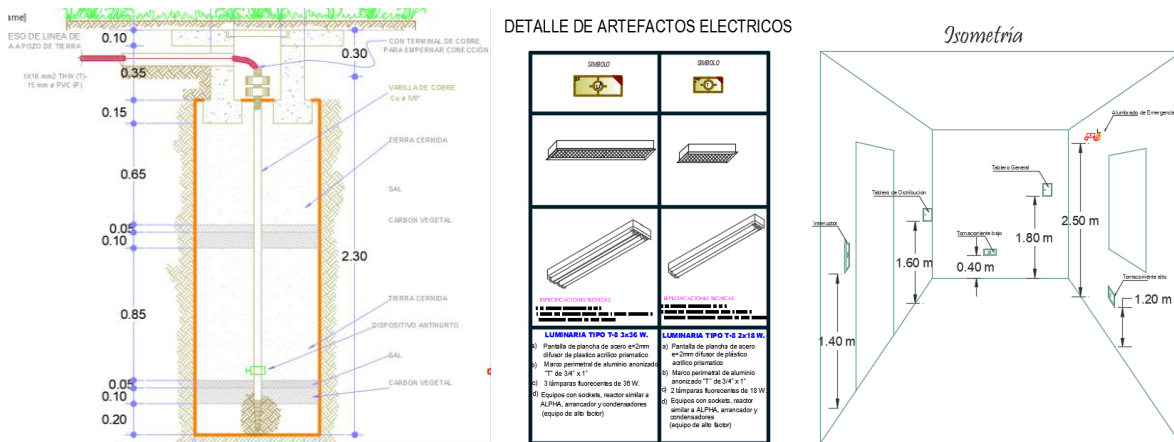 ame]
ESO DE LINEA DE
A A POZO DE TIERRA
1X16 mm2 THW (T)-
15 mm ø PVC (P)
0.10
0.35
0.15
0.65
0.05
0.10
0.85
0.05
0.10
0.20
0.30
2.30
CON TERMINAL DE COBRE
PARA EMPERNAR CONECCIÓN
VARILLA DE COBRE
Cu ø 5/8"
TIERRA CERNIDA
SAL
CARBON VEGETAL
TIERRA CERNIDA
DISPOSITIVO ANTIHURTO
SAL
CARBON VEGETAL
DETALLE DE ARTEFACTOS ELECTRICOS
SIMBOLO
SIMBOLO
ESPECIFICACIONES TECNICAS
ESPECIFICACIONES TECNICAS
LUMINARIA TIPO T-8 3x36 W.
a) Pantalla de plancha de acero e=2mm
difusor de plastico acrilico prismatico
b) Marco perimetral de aluminio anonizado
"T" de 3/4" x 1"
c) 3 lámparas fluorecentes de 36 W.
d) Equipos con sockets, reactor similar a
ALPHA, arrancador y condensadores
(equipo de alto factor)
LUMINARIA TIPO T-8 2x18 W.
a) Pantalla de plancha de acero
e=2mm difusor de plástico
acrilico prismatico
b) Marco perimetral de aluminio
anonizado "T" de 3/4" x 1"
c) 2 lámparas fluorecentes de 18 W.
d) Equipos con sockets, reactor
similar a ALPHA, arrancador y
condensadores
(equipo de alto factor)
Isometría
Alumbrado de Emergencia
Tablero General
Tablero de Distribución
Tomacorriente bajo
Interruptor
Tomacorriente alto
2.50 m
1.80 m
1.60 m
0.40 m
1.20 m
1.40 m